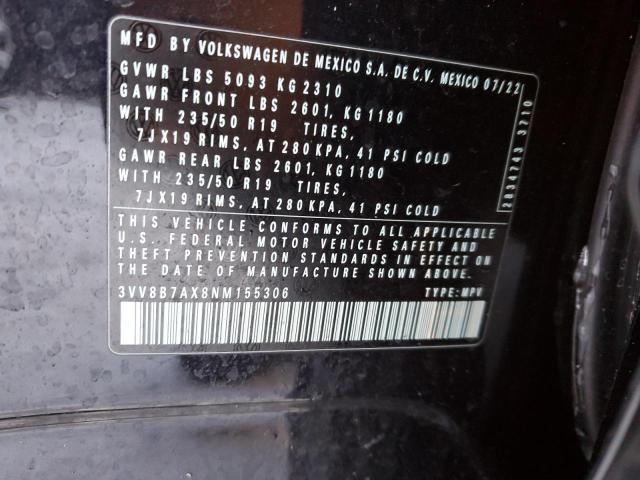 MFD BY VOLKSWAGEN DE MEXICO S.A. DE C.V. MEXICO 07/22
GVWR LBS 5093 KG 2310
GAWR FRONT LBS 2601, KG 1180
WITH 235/50 R19 TIRES,
7JX19 RIMS, AT 280 KPA, 41 PSI COLD
GAWR REAR LBS 2601, KG 1180
WITH 235/50 R19 TIRES,
7JX19 RIMS, AT 280 KPA, 41 PSI COLD
THIS VEHICLE CONFORMS TO ALL APPLICABLE
U.S. FEDERAL MOTOR VEHICLE SAFETY AND
THEFT PREVENTION STANDARDS IN EFFECT ON
THE DATE OF MANUFACTURE SHOWN ABOVE.
3VV8B7AX8NM155306 TYPE: MPV
2834743 3710